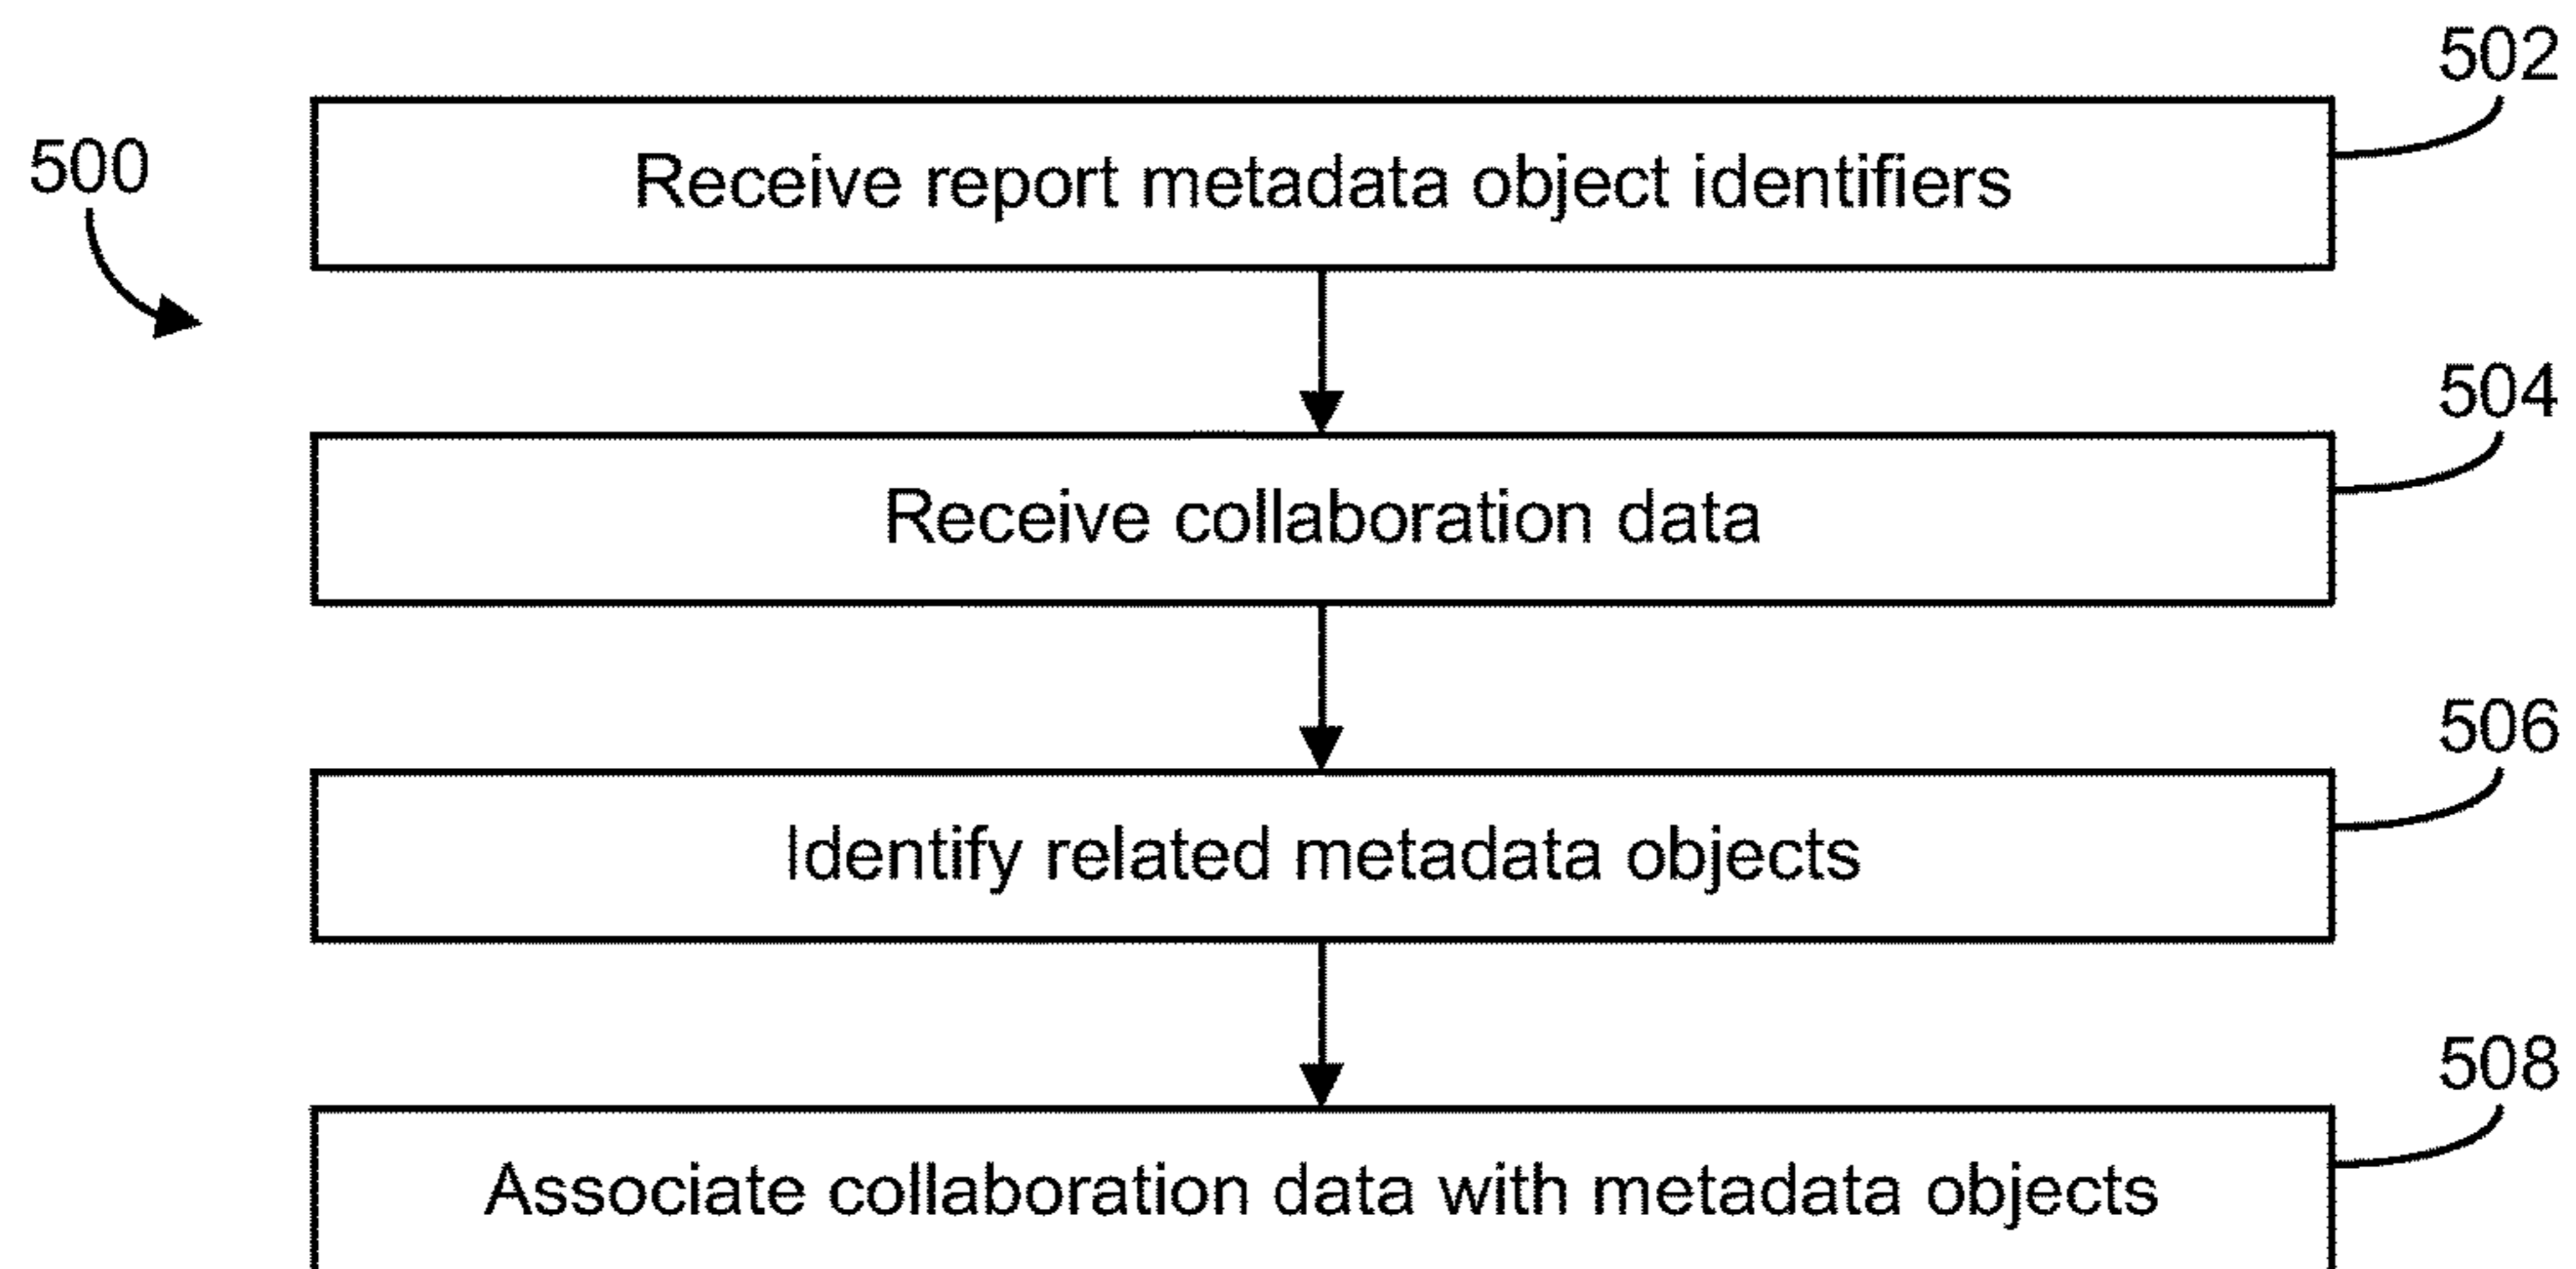 502
500
Receive report metadata object identifiers
504
Receive collaboration data
506
Identify related metadata objects
508
Associate collaboration data with metadata objects